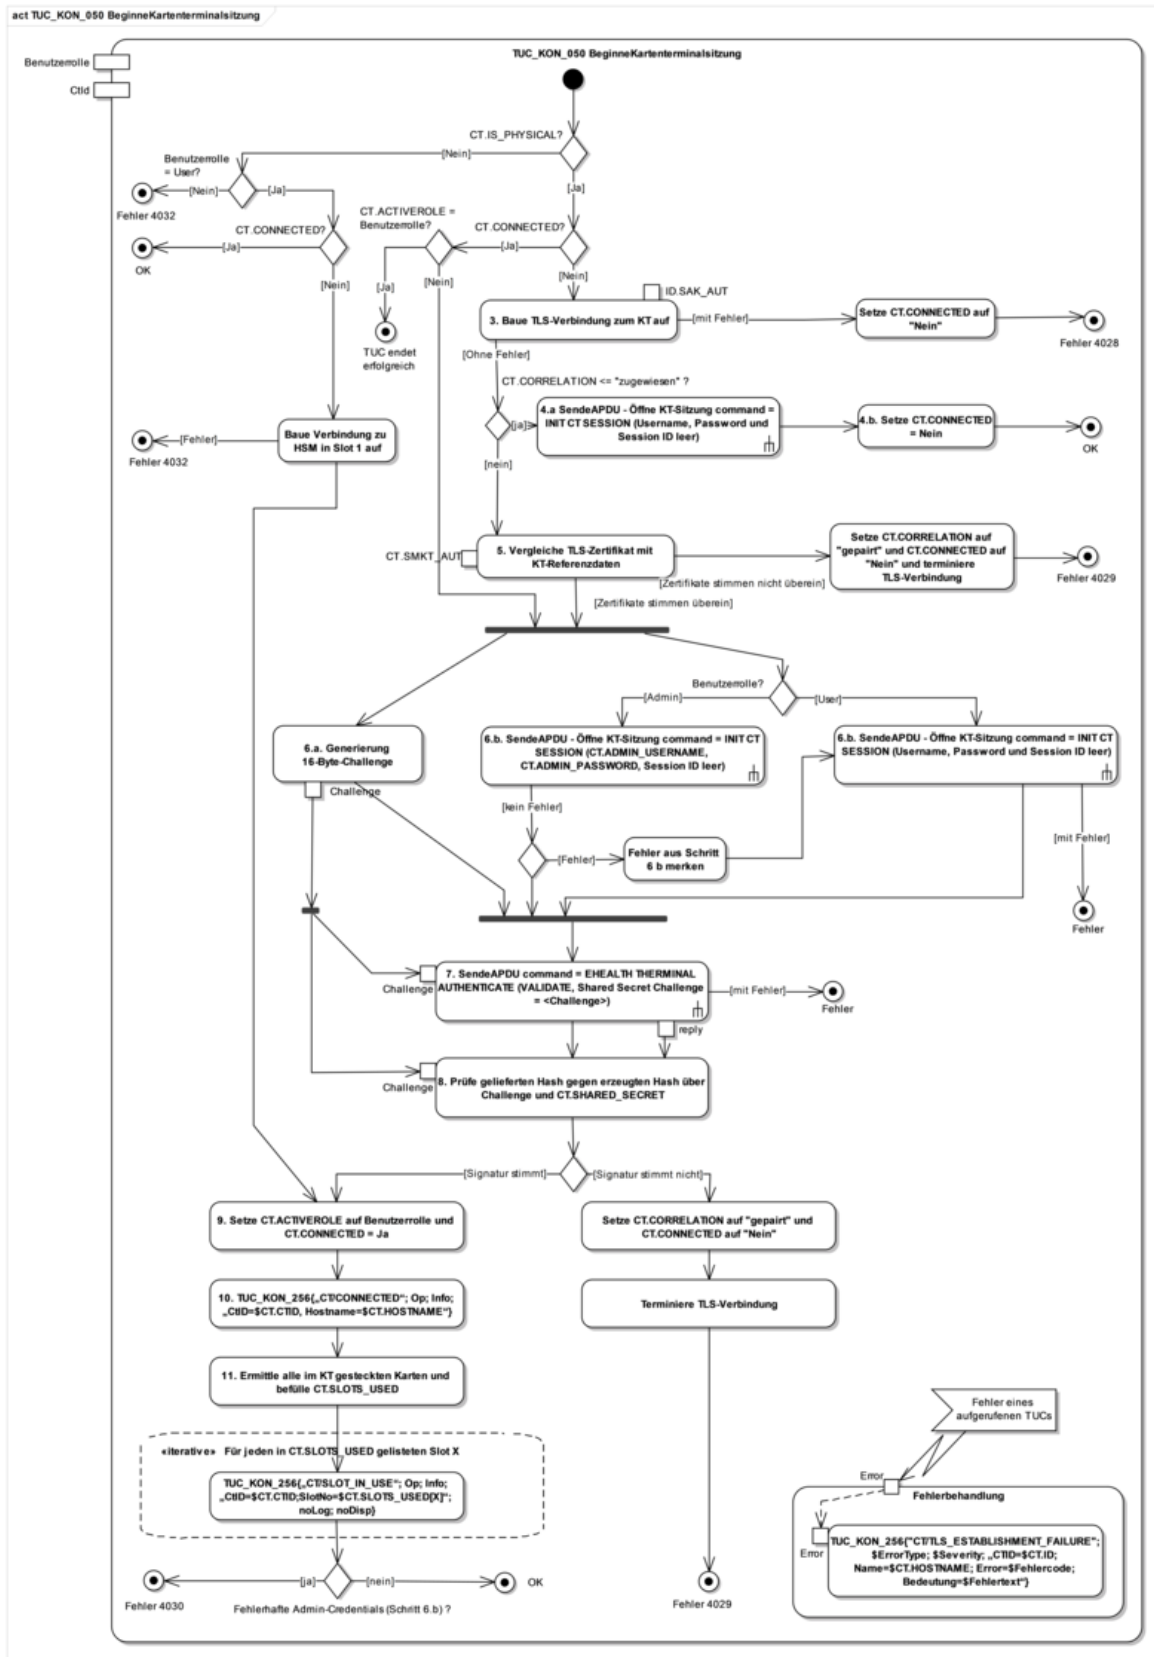 act TUC_KON_050 BeginneKartenterminalsitzung
TUC_KON_050 BeginneKartenterminalsitzung
Benutzerrolle
CtId
CT.IS_PHYSICAL?
[Nein]
[Ja]
Benutzerrolle
= User?
[Nein]
[Ja]
Fehler 4032
CT.CONNECTED?
[Ja]
OK
[Nein]
CT.ACTIVEROLE =
Benutzerrolle?
CT.CONNECTED?
[Ja]
[Nein]
[Ja]
[Nein]
TUC endet
erfolgreich
ID.SAK_AUT
3. Baue TLS-Verbindung zum KT auf
[mit Fehler]
Setze CT.CONNECTED auf
"Nein"
Fehler 4028
[Ohne Fehler]
CT.CORRELATION <= "zugewiesen" ?
[ja]
4.a SendeAPDU - Öffne KT-Sitzung command =
INIT CT SESSION (Username, Password und
Session ID leer)
4.b. Setze CT.CONNECTED
= Nein
OK
[nein]
Baue Verbindung zu
HSM in Slot 1 auf
[Fehler]
Fehler 4032
CT.SMKT_AUT
5. Vergleiche TLS-Zertifikat mit
KT-Referenzdaten
Setze CT.CORRELATION auf
"gepairt" und CT.CONNECTED auf
"Nein" und terminiere
TLS-Verbindung
Fehler 4029
[Zertifikate stimmen nicht überein]
[Zertifikate stimmen überein]
Benutzerrolle?
[Admin]
[User]
6.a. Generierung
16-Byte-Challenge
Challenge
6.b. SendeAPDU - Öffne KT-Sitzung command = INIT CT
SESSION (CT.ADMIN_USERNAME,
CT.ADMIN_PASSWORD, Session ID leer)
6.b. SendeAPDU - Öffne KT-Sitzung command = INIT CT
SESSION (Username, Password und Session ID leer)
[kein Fehler]
[Fehler]
Fehler aus Schritt
6 b merken
[mit Fehler]
Fehler
Challenge
7. SendeAPDU command = EHEALTH THERMINAL
AUTHENTICATE (VALIDATE, Shared Secret Challenge
= <Challenge>)
[mit Fehler]
Fehler
reply
Challenge
8. Prüfe gelieferten Hash gegen erzeugten Hash über
Challenge und CT.SHARED_SECRET
[Signatur stimmt]
[Signatur stimmt nicht]
9. Setze CT.ACTIVEROLE auf Benutzerrolle und
CT.CONNECTED = Ja
Setze CT.CORRELATION auf "gepairt" und
CT.CONNECTED auf "Nein"
10. TUC_KON_256{„CT/CONNECTED“; Op; Info;
„CtID=$CT.CTID, Hostname=$CT.HOSTNAME“}
Terminiere TLS-Verbindung
11. Ermittle alle im KT gesteckten Karten und
befülle CT.SLOTS_USED
«iterative» Für jeden in CT.SLOTS_USED gelisteten Slot X
TUC_KON_256{„CT/SLOT_IN_USE“; Op; Info;
„CtID=$CT.CTID;SlotNo=$CT.SLOTS_USED[X]“;
noLog; noDisp}
[ja]
[nein]
Fehler 4030
OK
Fehlerhafte Admin-Credentials (Schritt 6.b) ?
Fehler 4029
Fehler eines
aufgerufenen TUCs
Error
Fehlerbehandlung
Error
TUC_KON_256{"CT/TLS_ESTABLISHMENT_FAILURE";
$ErrorType; $Severity; „CTID=$CT.ID;
Name=$CT.HOSTNAME; Error=$Fehlercode;
Bedeutung=$Fehlertext“}